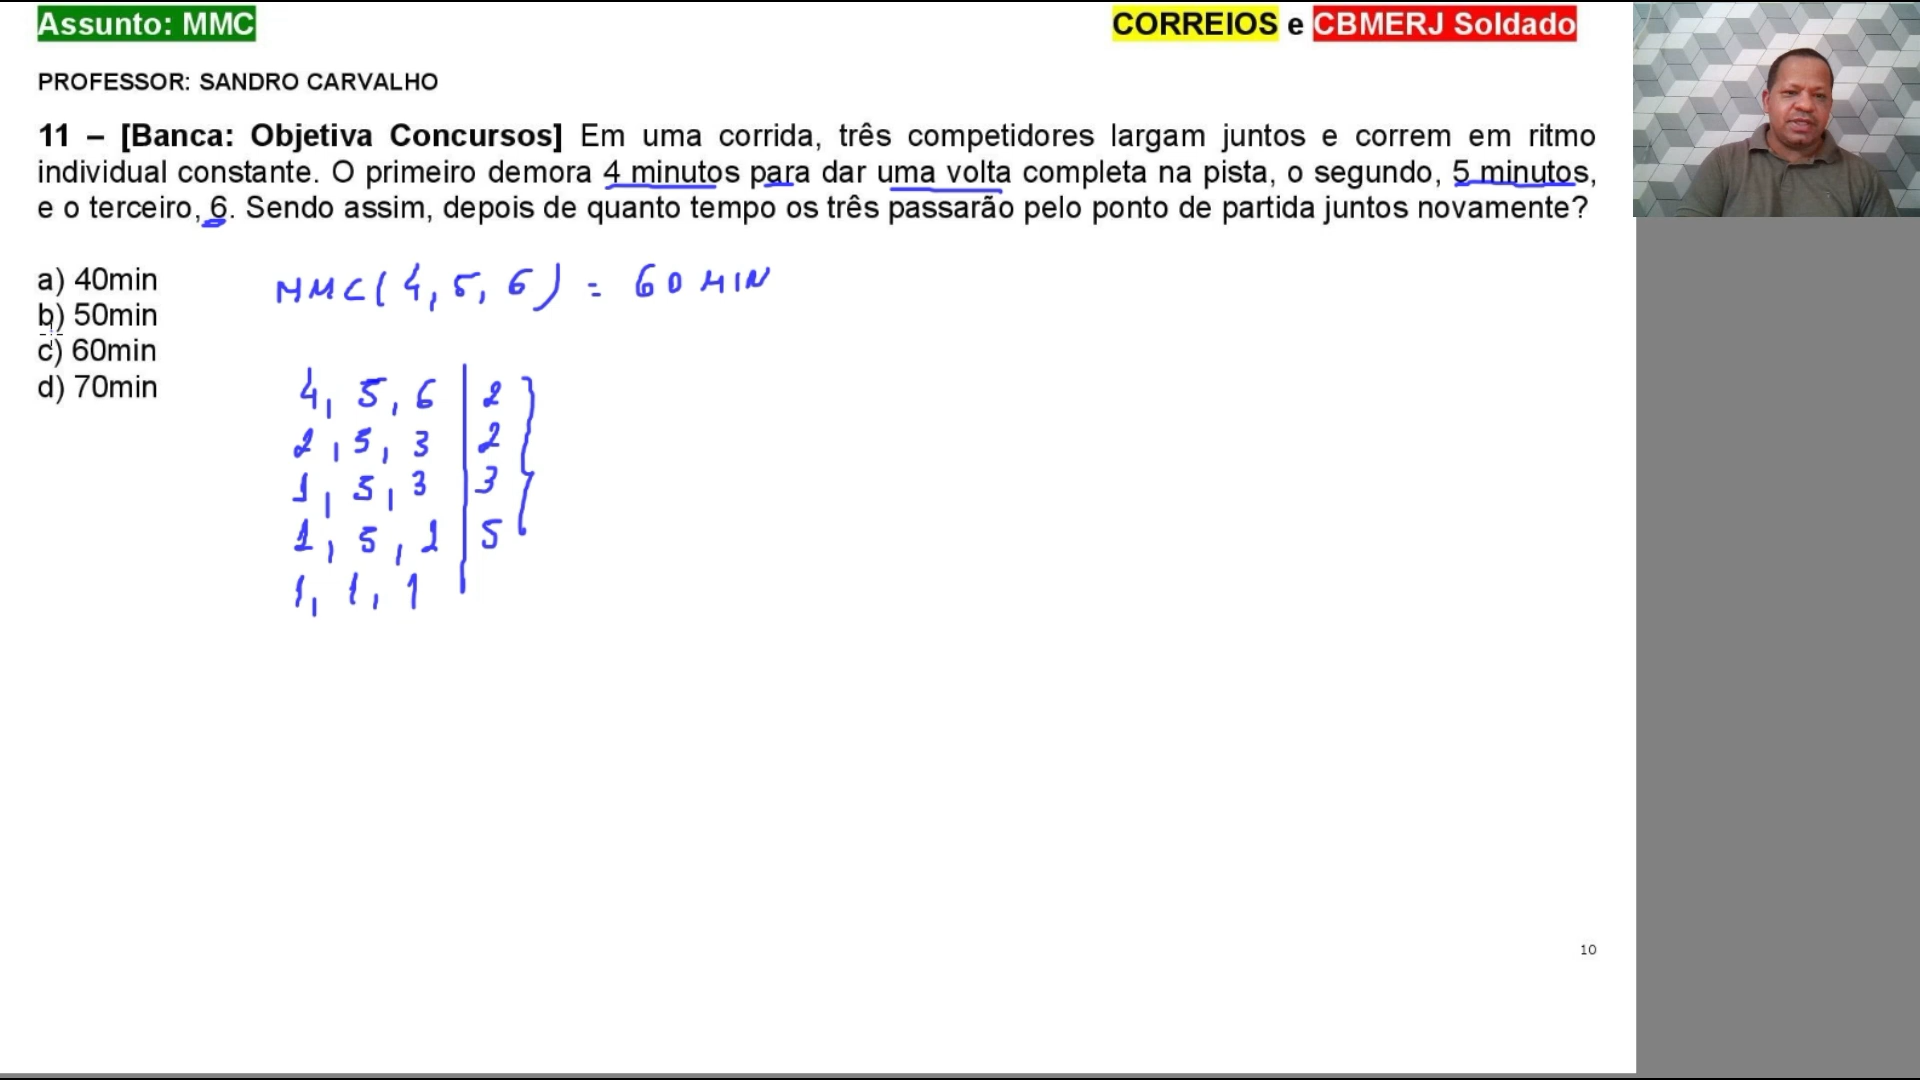 Assunto: MMC
CORREIOS e CBMERJ Soldado
PROFESSOR: SANDRO CARVALHO
11 – [Banca: Objetiva Concursos] Em uma corrida, três competidores largam juntos e correm em ritmo
individual constante. O primeiro demora 4 minutos para dar uma volta completa na pista, o segundo, 5 minutos,
e o terceiro, 6. Sendo assim, depois de quanto tempo os três passarão pelo ponto de partida juntos novamente?
a) 40min
b) 50min
c) 60min
d) 70min
MMC(4,5,6) = 60 MIN
4, 5, 6 | 2
2, 5, 3 | 2
1, 5, 3 | 3
1, 5, 1 | 5
1, 1, 1
10